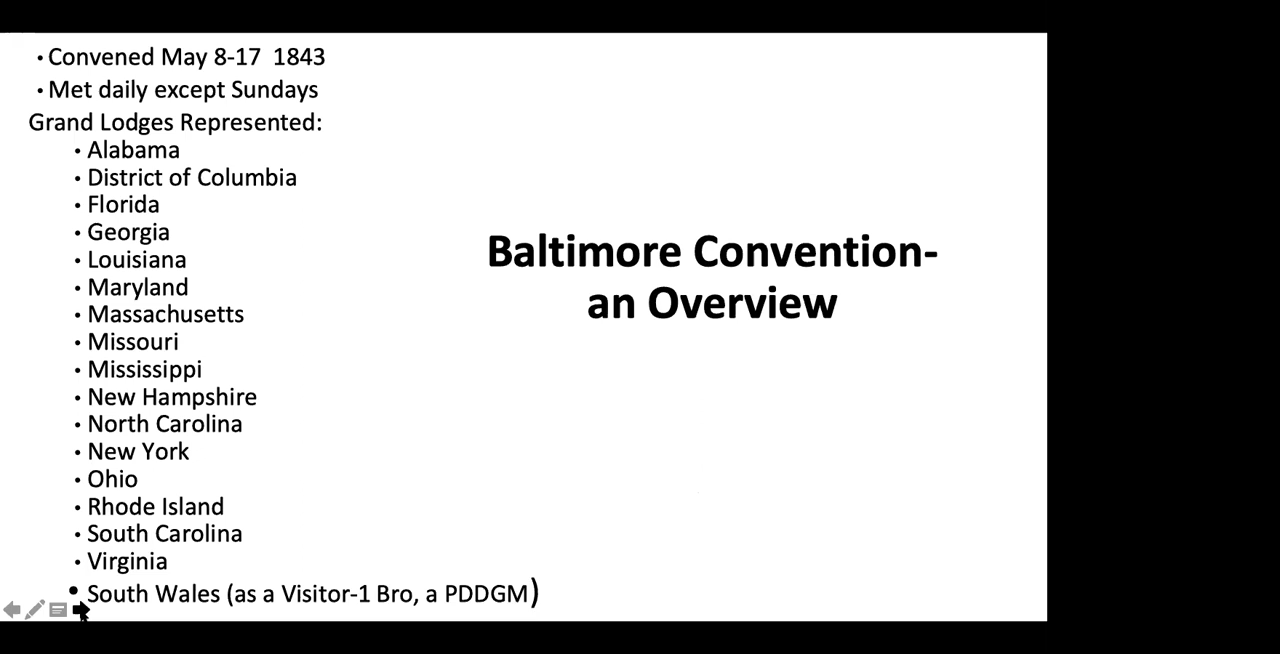 • Convened May 8-17 1843
• Met daily except Sundays
Grand Lodges Represented:
• Alabama
• District of Columbia
• Florida
• Georgia
• Louisiana
• Maryland
• Massachusetts
• Missouri
• Mississippi
• New Hampshire
• North Carolina
• New York
• Ohio
• Rhode Island
• South Carolina
• Virginia
• South Wales (as a Visitor-1 Bro, a PDDGM)
Baltimore Convention-
an Overview